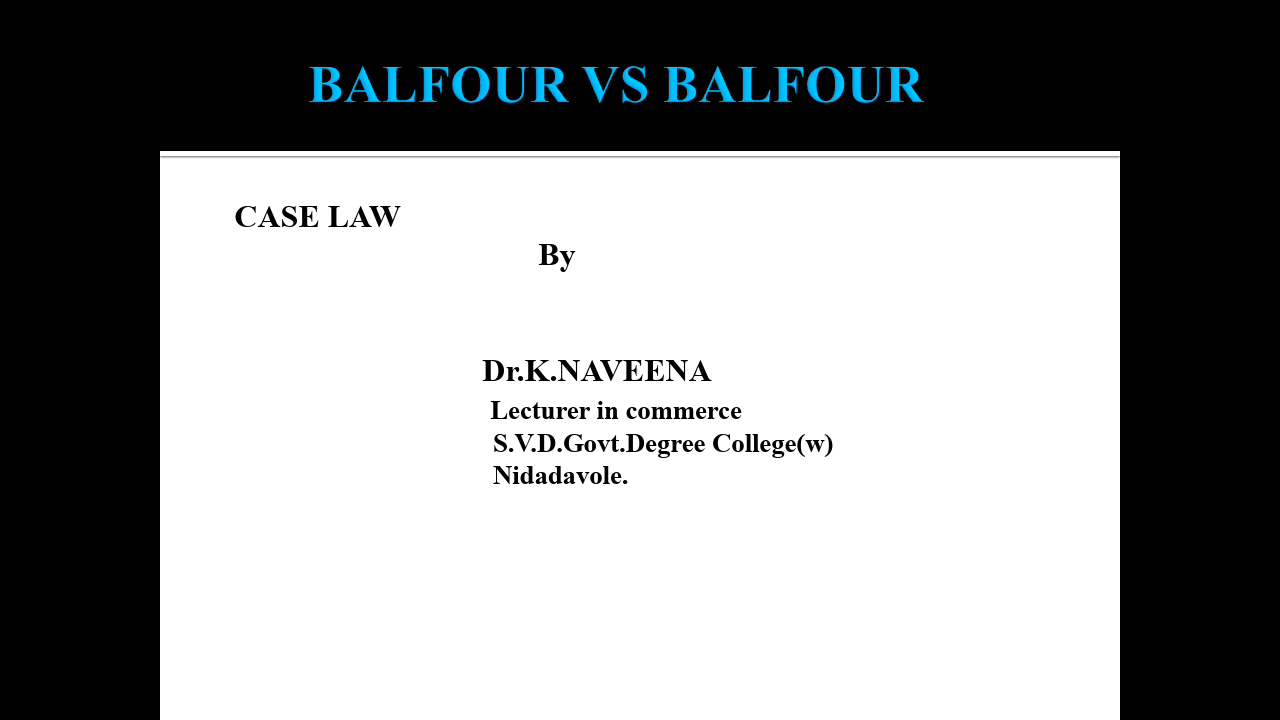 BALFOUR VS BALFOUR
CASE LAW
By
Dr.K.NAVEENA
Lecturer in commerce
S.V.D.Govt.Degree College(w)
Nidadavole.